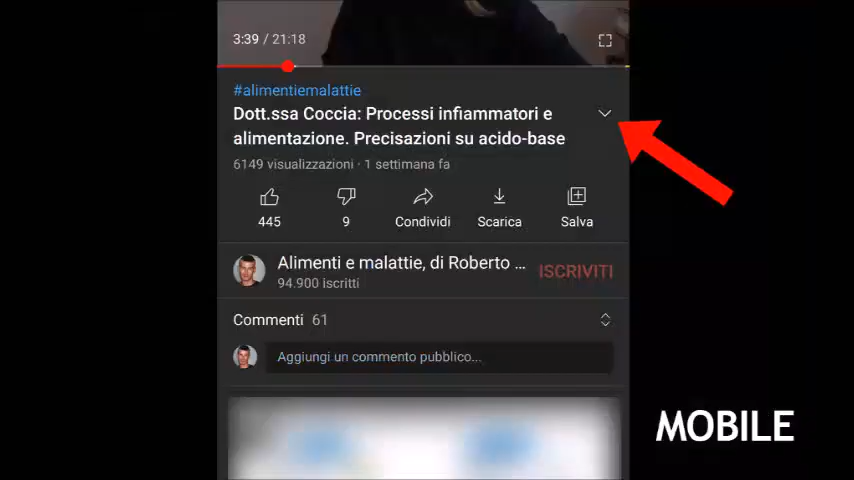 3:39 / 21:18
#alimentiemalattie
Dott.ssa Coccia: Processi infiammatori e
alimentazione. Precisazioni su acido-base
6149 visualizzazioni · 1 settimana fa
445
9
Condividi
Scarica
Salva
Alimenti e malattie, di Roberto ...
ISCRIVITI
94.900 iscritti
Commenti 61
Aggiungi un commento pubblico...
MOBILE